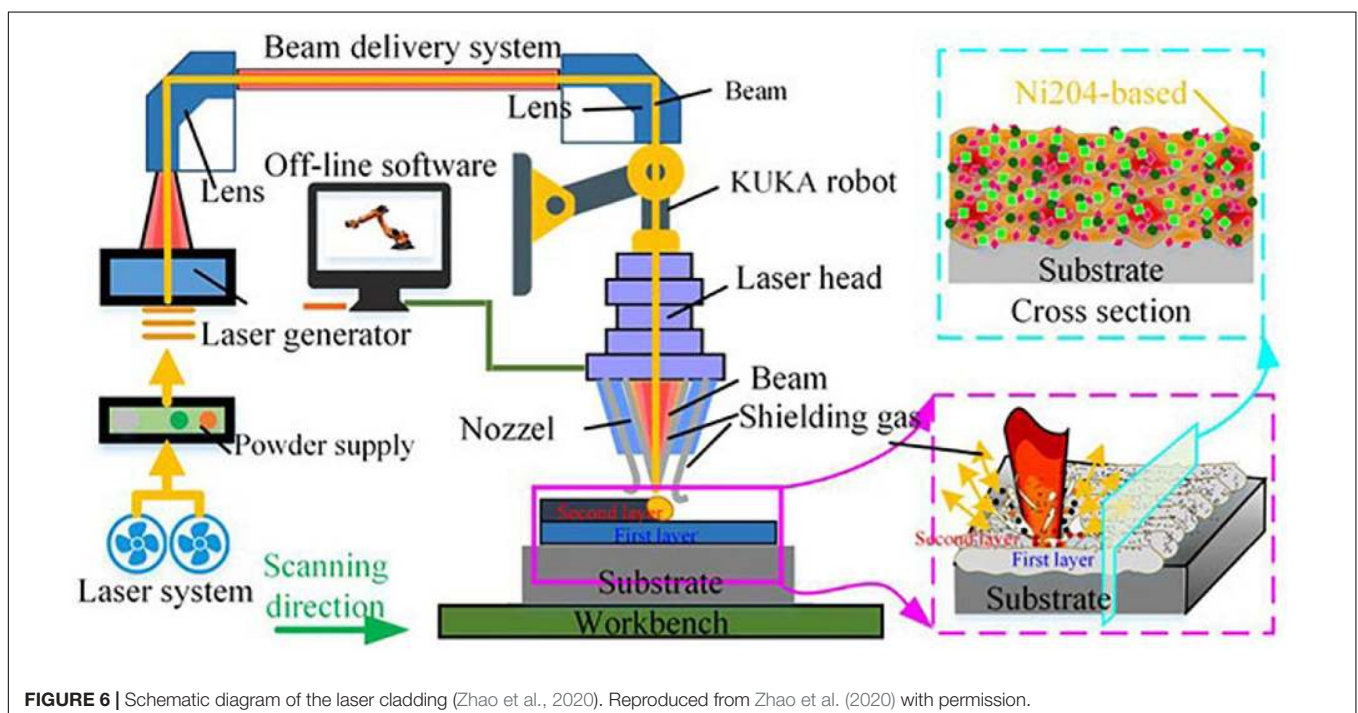 Beam delivery system
Lens
Beam
Lens
Off-line software
KUKA robot
Laser head
Laser generator
Beam
Nozzel
Shielding gas
Powder supply
Laser system
Scanning
direction
Second layer
First layer
Substrate
Workbench
Ni204-based
Substrate
Cross section
Second layer
First layer
Substrate
FIGURE 6 | Schematic diagram of the laser cladding (Zhao et al., 2020). Reproduced from Zhao et al. (2020) with permission.